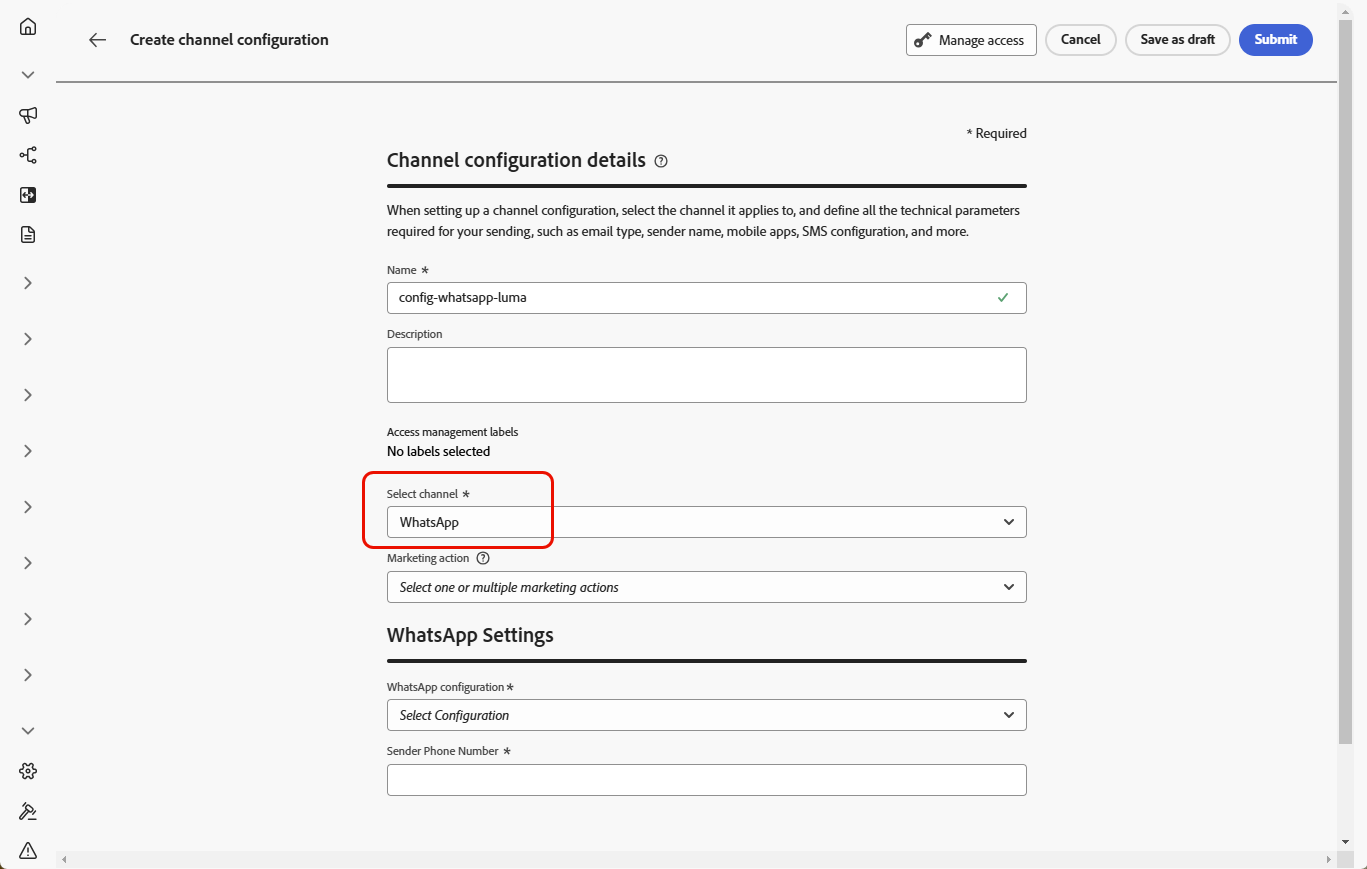 Create channel configuration
Manage access
Cancel
Save as draft
Submit
* Required
Channel configuration details
When setting up a channel configuration, select the channel it applies to, and define all the technical parameters
required for your sending, such as email type, sender name, mobile apps, SMS configuration, and more.
Name *
config-whatsapp-luma
Description
Access management labels
No labels selected
Select channel *
WhatsApp
Marketing action
Select one or multiple marketing actions
WhatsApp Settings
WhatsApp configuration *
Select Configuration
Sender Phone Number *